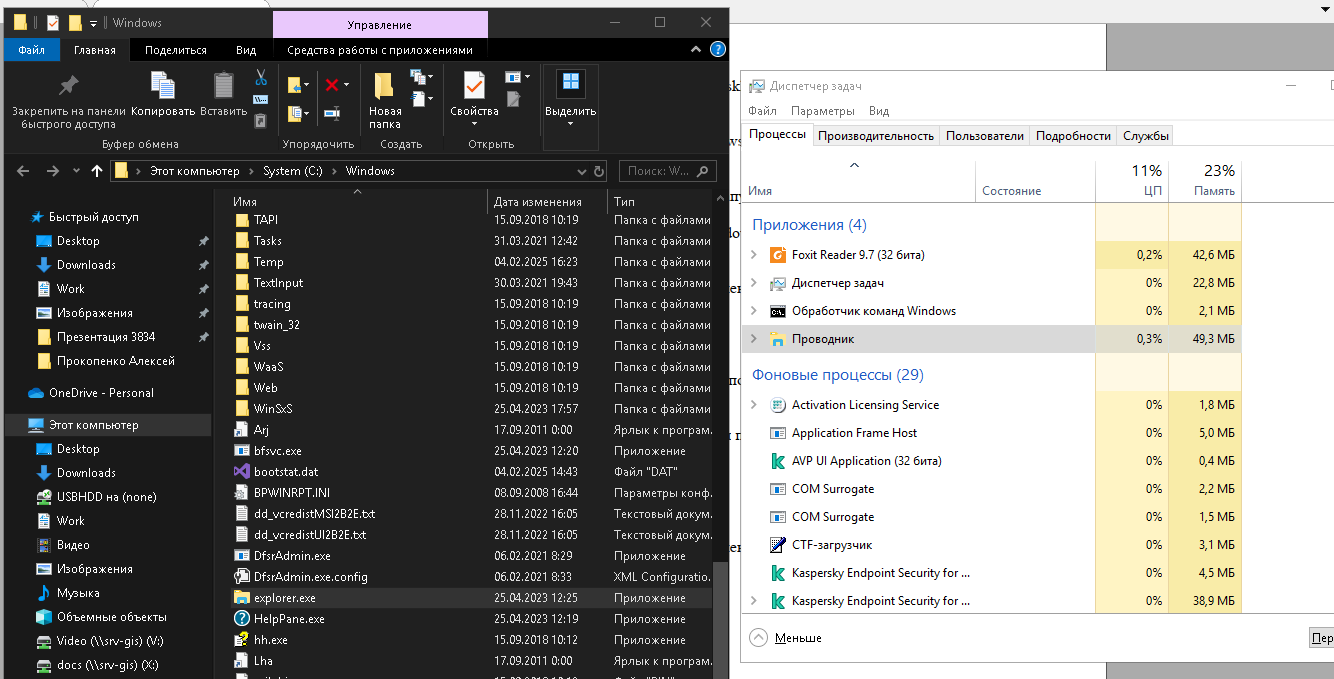 Windows
Управление
Файл Главная Поделиться Вид Средства работы с приложениями
Закрепить на панели быстрого доступа
Копировать
Вставить
Буфер обмена
Упорядочить
Новая папка
Создать
Свойства
Открыть
Выделить
Этот компьютер System (C:) Windows
Поиск: W...
Быстрый доступ
Desktop
Downloads
Work
Изображения
Презентация 3834
Прокопенко Алексей
OneDrive - Personal
Этот компьютер
Desktop
Downloads
USBHDD на (none)
Work
Видео
Изображения
Музыка
Объемные объекты
Video (\\srv-gis) (V:)
docs (\\srv-gis) (X:)
Имя Дата изменения Тип
TAPI 15.09.2018 10:19 Папка с файлами
Tasks 31.03.2021 12:42 Папка с файлами
Temp 04.02.2025 16:23 Папка с файлами
TextInput 30.03.2021 19:43 Папка с файлами
tracing 15.09.2018 10:19 Папка с файлами
twain_32 15.09.2018 10:19 Папка с файлами
Vss 15.09.2018 10:19 Папка с файлами
WaaS 15.09.2018 10:19 Папка с файлами
Web 15.09.2018 10:19 Папка с файлами
WinSxS 25.04.2023 17:57 Папка с файлами
Arj 17.09.2011 0:00 Ярлык к програм.
bfsvc.exe 25.04.2023 12:20 Приложение
bootstat.dat 04.02.2025 14:43 Файл "DAT"
BPWINRPT.INI 08.09.2008 16:44 Параметры конф.
dd_vcredistMSI2B2E.txt 28.11.2022 16:05 Текстовый докум.
dd_vcredistUI2B2E.txt 28.11.2022 16:05 Текстовый докум.
DfsrAdmin.exe 06.02.2021 8:29 Приложение
DfsrAdmin.exe.config 06.02.2021 8:33 XML Configuratio.
explorer.exe 25.04.2023 12:25 Приложение
HelpPane.exe 25.04.2023 12:19 Приложение
hh.exe 15.09.2018 10:12 Приложение
Lha 17.09.2011 0:00 Ярлык к програм.
Диспетчер задач
Файл Параметры Вид
Процессы Производительность Пользователи Подробности Службы
11% 23%
Имя Состояние ЦП Память
Приложения (4)
Foxit Reader 9.7 (32 бита) 0,2% 42,6 МБ
Диспетчер задач 0% 22,8 МБ
Обработчик команд Windows 0% 2,1 МБ
Проводник 0,3% 49,3 МБ
Фоновые процессы (29)
Activation Licensing Service 0% 1,8 МБ
Application Frame Host 0% 5,0 МБ
AVP UI Application (32 бита) 0% 0,4 МБ
COM Surrogate 0% 2,2 МБ
COM Surrogate 0% 1,5 МБ
CTF-загрузчик 0% 3,1 МБ
Kaspersky Endpoint Security for ... 0% 4,5 МБ
Kaspersky Endpoint Security for ... 0% 38,9 МБ
Меньше
Пер